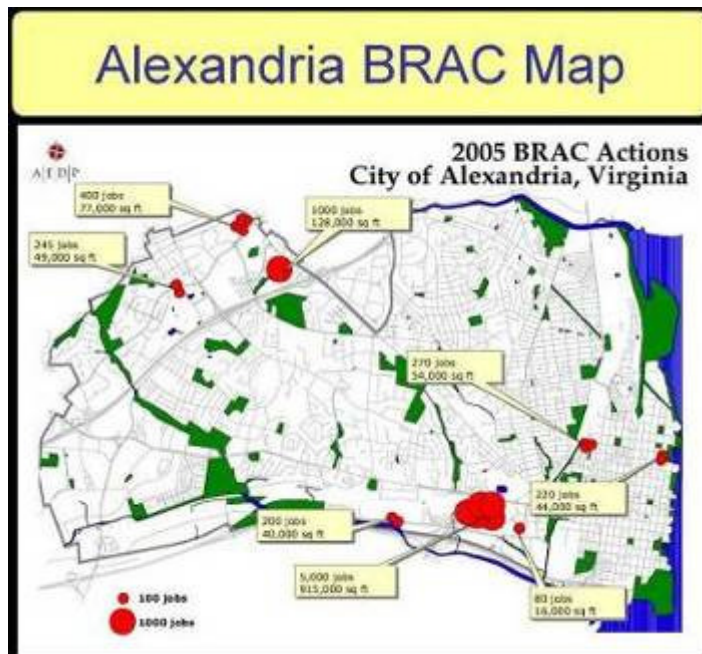 Alexandria BRAC Map
2005 BRAC Actions
City of Alexandria, Virginia
A|E|D|P
400 jobs
77,000 sq ft
1000 jobs
128,000 sq ft
245 jobs
49,000 sq ft
270 jobs
54,000 sq ft
220 jobs
44,000 sq ft
200 jobs
40,000 sq ft
5,000 jobs
915,000 sq ft
80 jobs
16,000 sq ft
100 jobs
1000 jobs